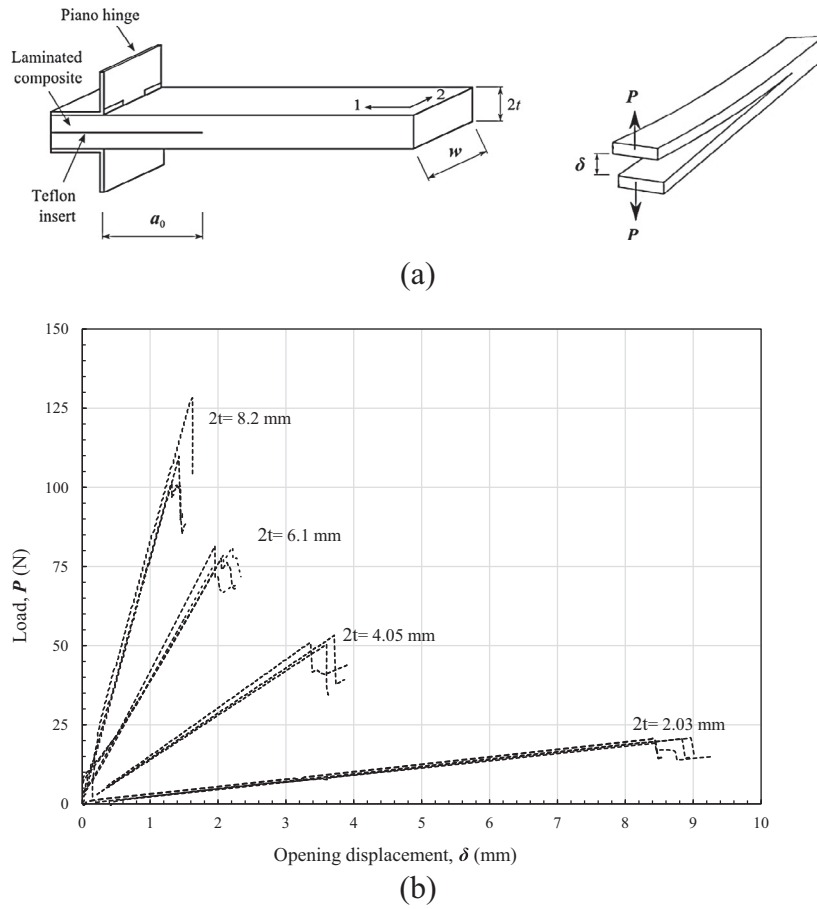 Piano hinge
Laminated
composite
1
2
2t
w
Teflon
insert
a₀
P
δ
P
(a)
150
125
100
75
50
25
0
Load, P (N)
2t= 8.2 mm
2t= 6.1 mm
2t= 4.05 mm
2t= 2.03 mm
0 1 2 3 4 5 6 7 8 9 10
Opening displacement, δ (mm)
(b)